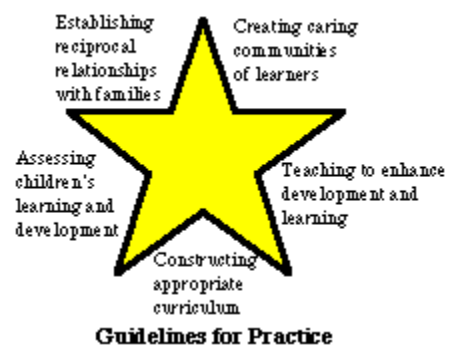 Establishing
reciprocal
relationships
with families
Creating caring
communities
of learners
Assessing
children's
learning and
development
Teaching to enhance
development and
learning
Constructing
appropriate
curriculum
Guidelines for Practice